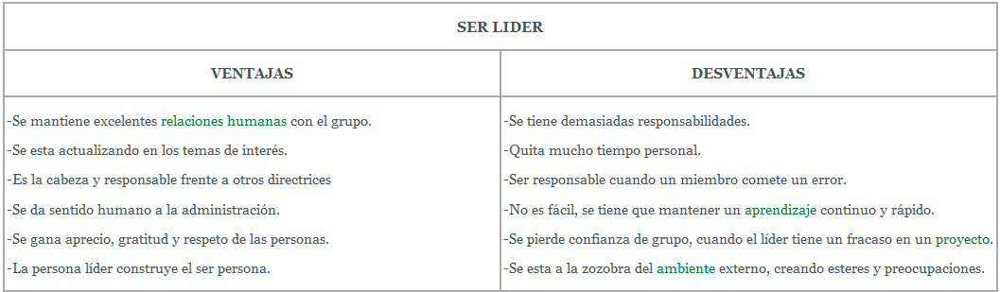 SER LIDER
VENTAJAS
DESVENTAJAS
-Se mantiene excelentes relaciones humanas con el grupo.
-Se esta actualizando en los temas de interés.
-Es la cabeza y responsable frente a otros directrices
-Se da sentido humano a la administración.
-Se gana aprecio, gratitud y respeto de las personas.
-La persona líder construye el ser persona.
-Se tiene demasiadas responsabilidades.
-Quita mucho tiempo personal.
-Ser responsable cuando un miembro comete un error.
-No es fácil, se tiene que mantener un aprendizaje continuo y rápido.
-Se pierde confianza de grupo, cuando el líder tiene un fracaso en un proyecto.
-Se esta a la zozobra del ambiente externo, creando esteres y preocupaciones.